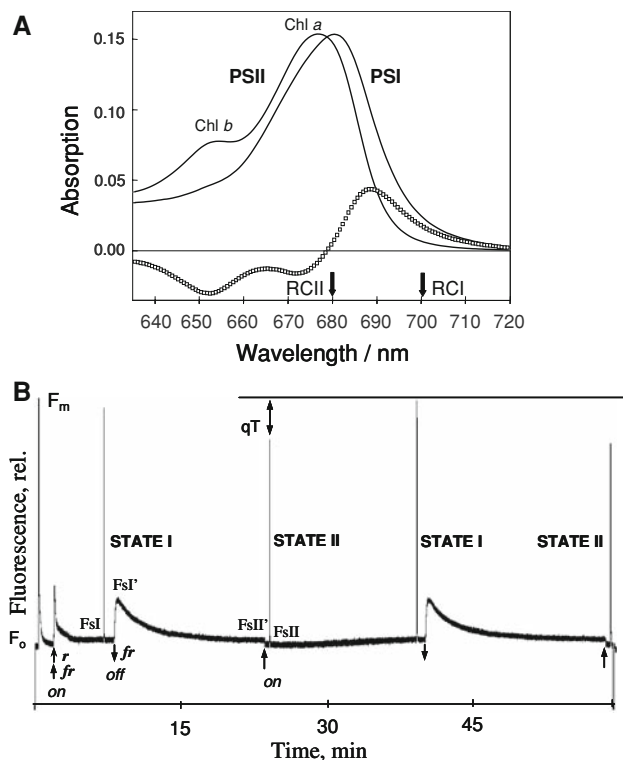 A
0.15
0.10
0.05
0.00
Absorption
Chl a
PSII
PSI
Chl b
RCII
RCI
640 650 660 670 680 690 700 710 720
Wavelength / nm
B
Fm
qT
Fluorescence, rel.
STATE I
STATE II
STATE I
STATE II
FsI
FsI'
FsII'
FsII
Fo
r
fr
on
fr
off
on
15
30
45
Time, min